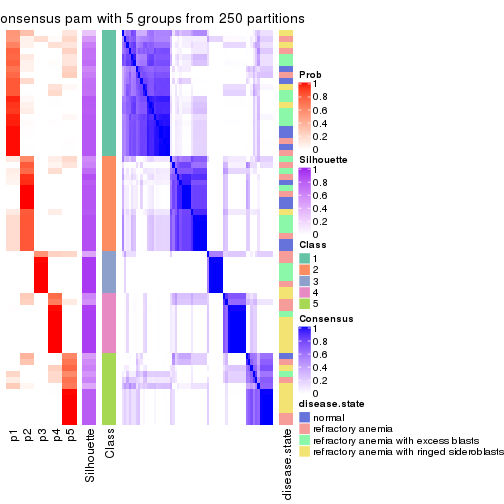 onsensus pam with 5 groups from 250 partitions
Prob
1
0.8
0.6
0.4
0.2
0
Silhouette
1
0.8
0.6
0.4
0.2
0
Class
1
2
3
4
5
Consensus
1
0.8
0.6
0.4
0.2
0
disease.state
normal
refractory anemia
refractory anemia with excess blasts
refractory anemia with ringed sideroblasts
p1
p2
p3
p4
p5
Silhouette
Class
disease.state